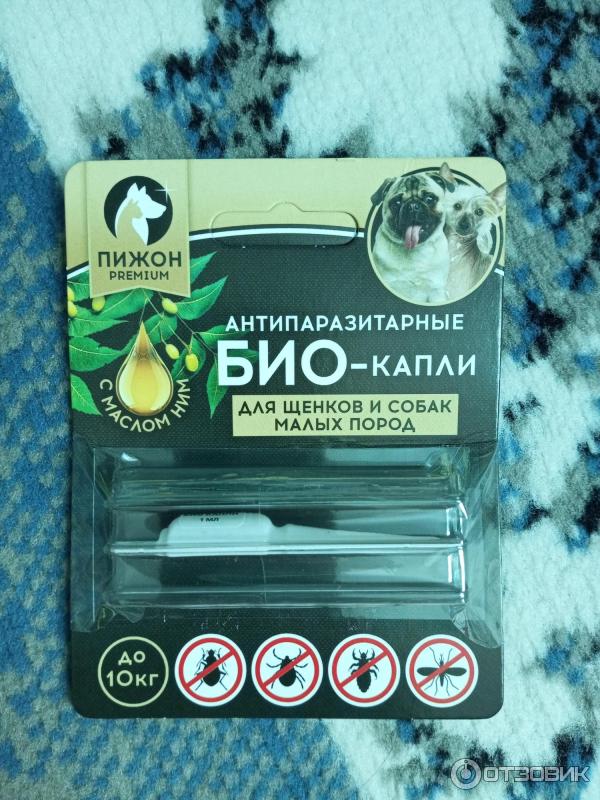 ПИЖОН
PREMIUM
С МАСЛОМ НИМ
АНТИПАРАЗИТАРНЫЕ
БИО-КАПЛИ
ДЛЯ ЩЕНКОВ И СОБАК
МАЛЫХ ПОРОД
1 МЛ
ДО
10КГ
ОТЗОВИК